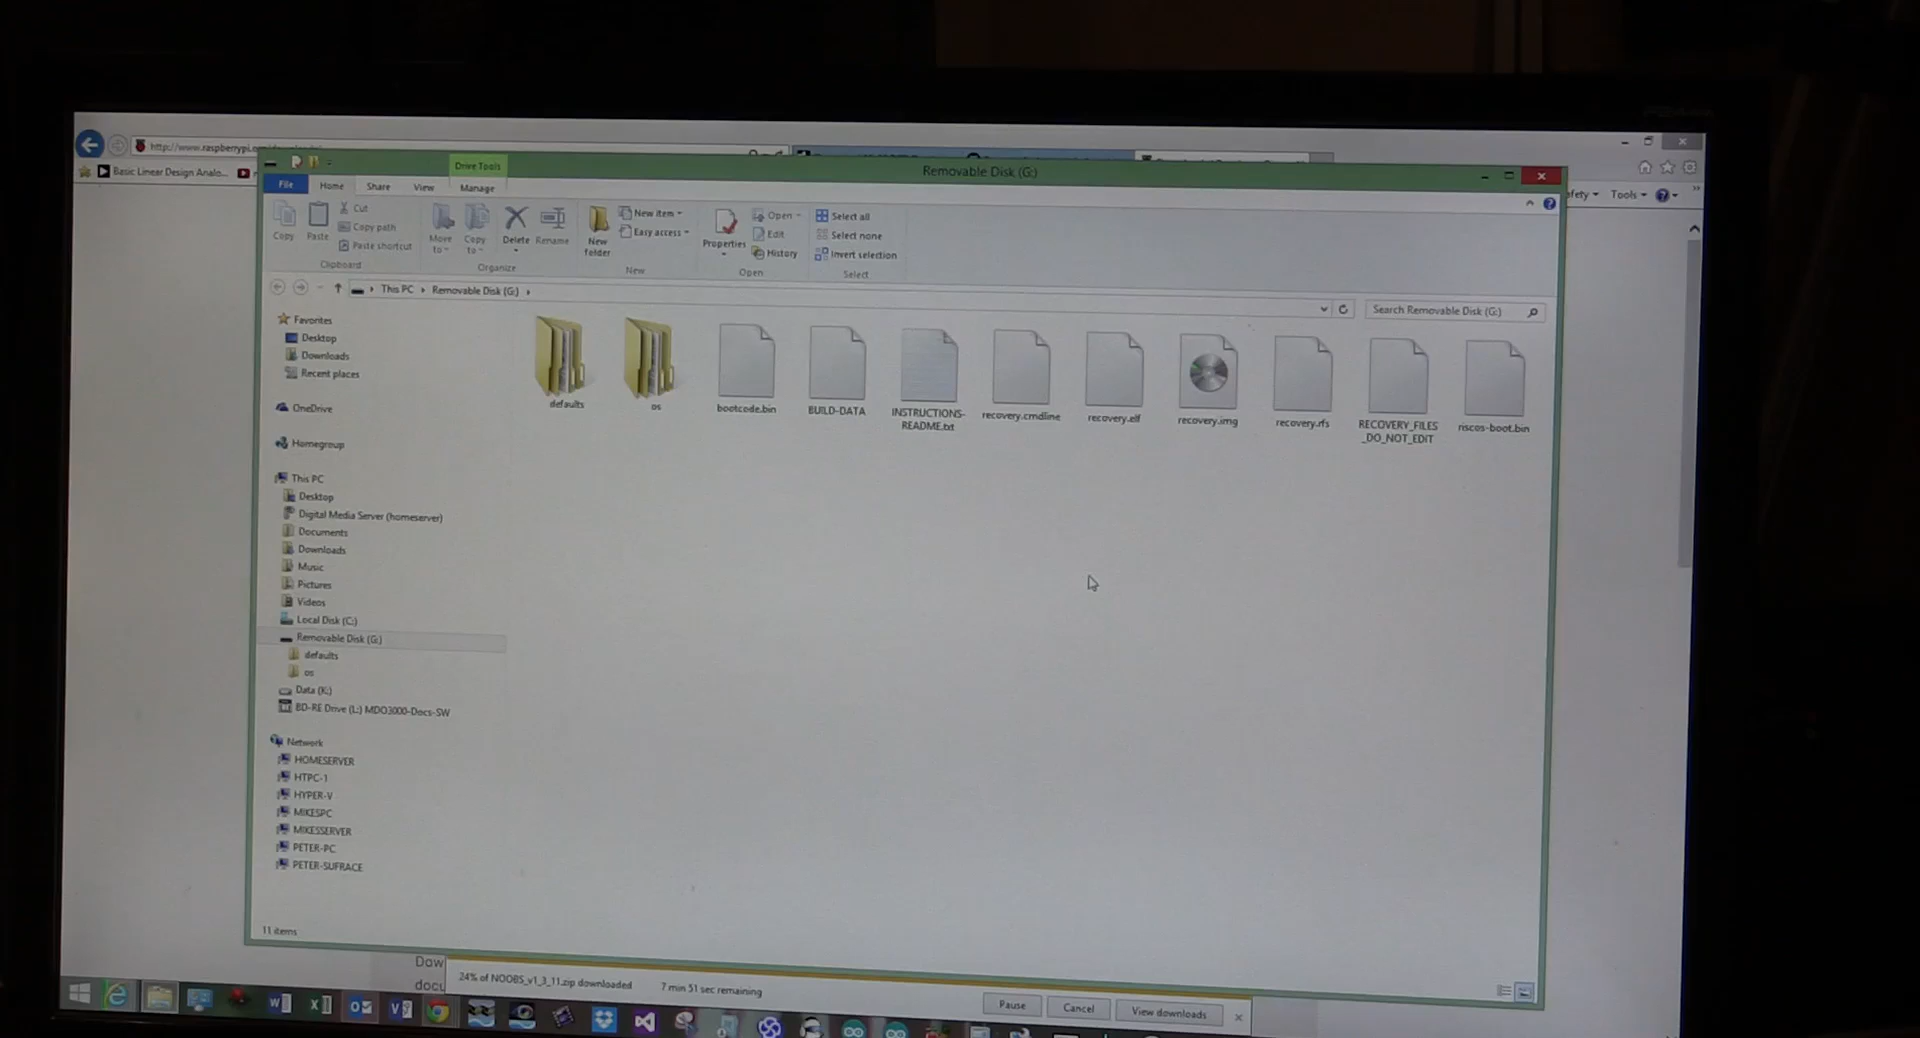 http://www.raspberrypi.org
Basic Linear Design Analo...
Tools
Drive Tools
Removable Disk (G:)
File
Home
Share
View
Manage
Copy
Paste
Cut
Copy path
Paste shortcut
Clipboard
Move to
Copy to
Delete
Rename
Organize
New folder
New item
Easy access
New
Properties
Open
Edit
History
Open
Select all
Select none
Invert selection
Select
This PC
Removable Disk (G:)
Search Removable Disk (G:)
Favorites
Desktop
Downloads
Recent places
OneDrive
Homegroup
This PC
Desktop
Digital Media Server (homeserver)
Documents
Downloads
Music
Pictures
Videos
Local Disk (C:)
Removable Disk (G:)
defaults
os
Data (K:)
BD-RE Drive (L:) MDO3000-Docs-SW
Network
HOMESERVER
HTPC-1
HYPER-V
MIKESPC
MIKESSERVER
PETER-PC
PETER-SUFRACE
defaults
os
bootcode.bin
BUILD-DATA
INSTRUCTIONS-
README.txt
recovery.cmdline
recovery.elf
recovery.img
recovery.rfs
RECOVERY_FILES
_DO_NOT_EDIT
riscos-boot.bin
11 items
Dow
docu
24% of NOOBS_v1_3_11.zip downloaded
7 min 51 sec remaining
Pause
Cancel
View downloads